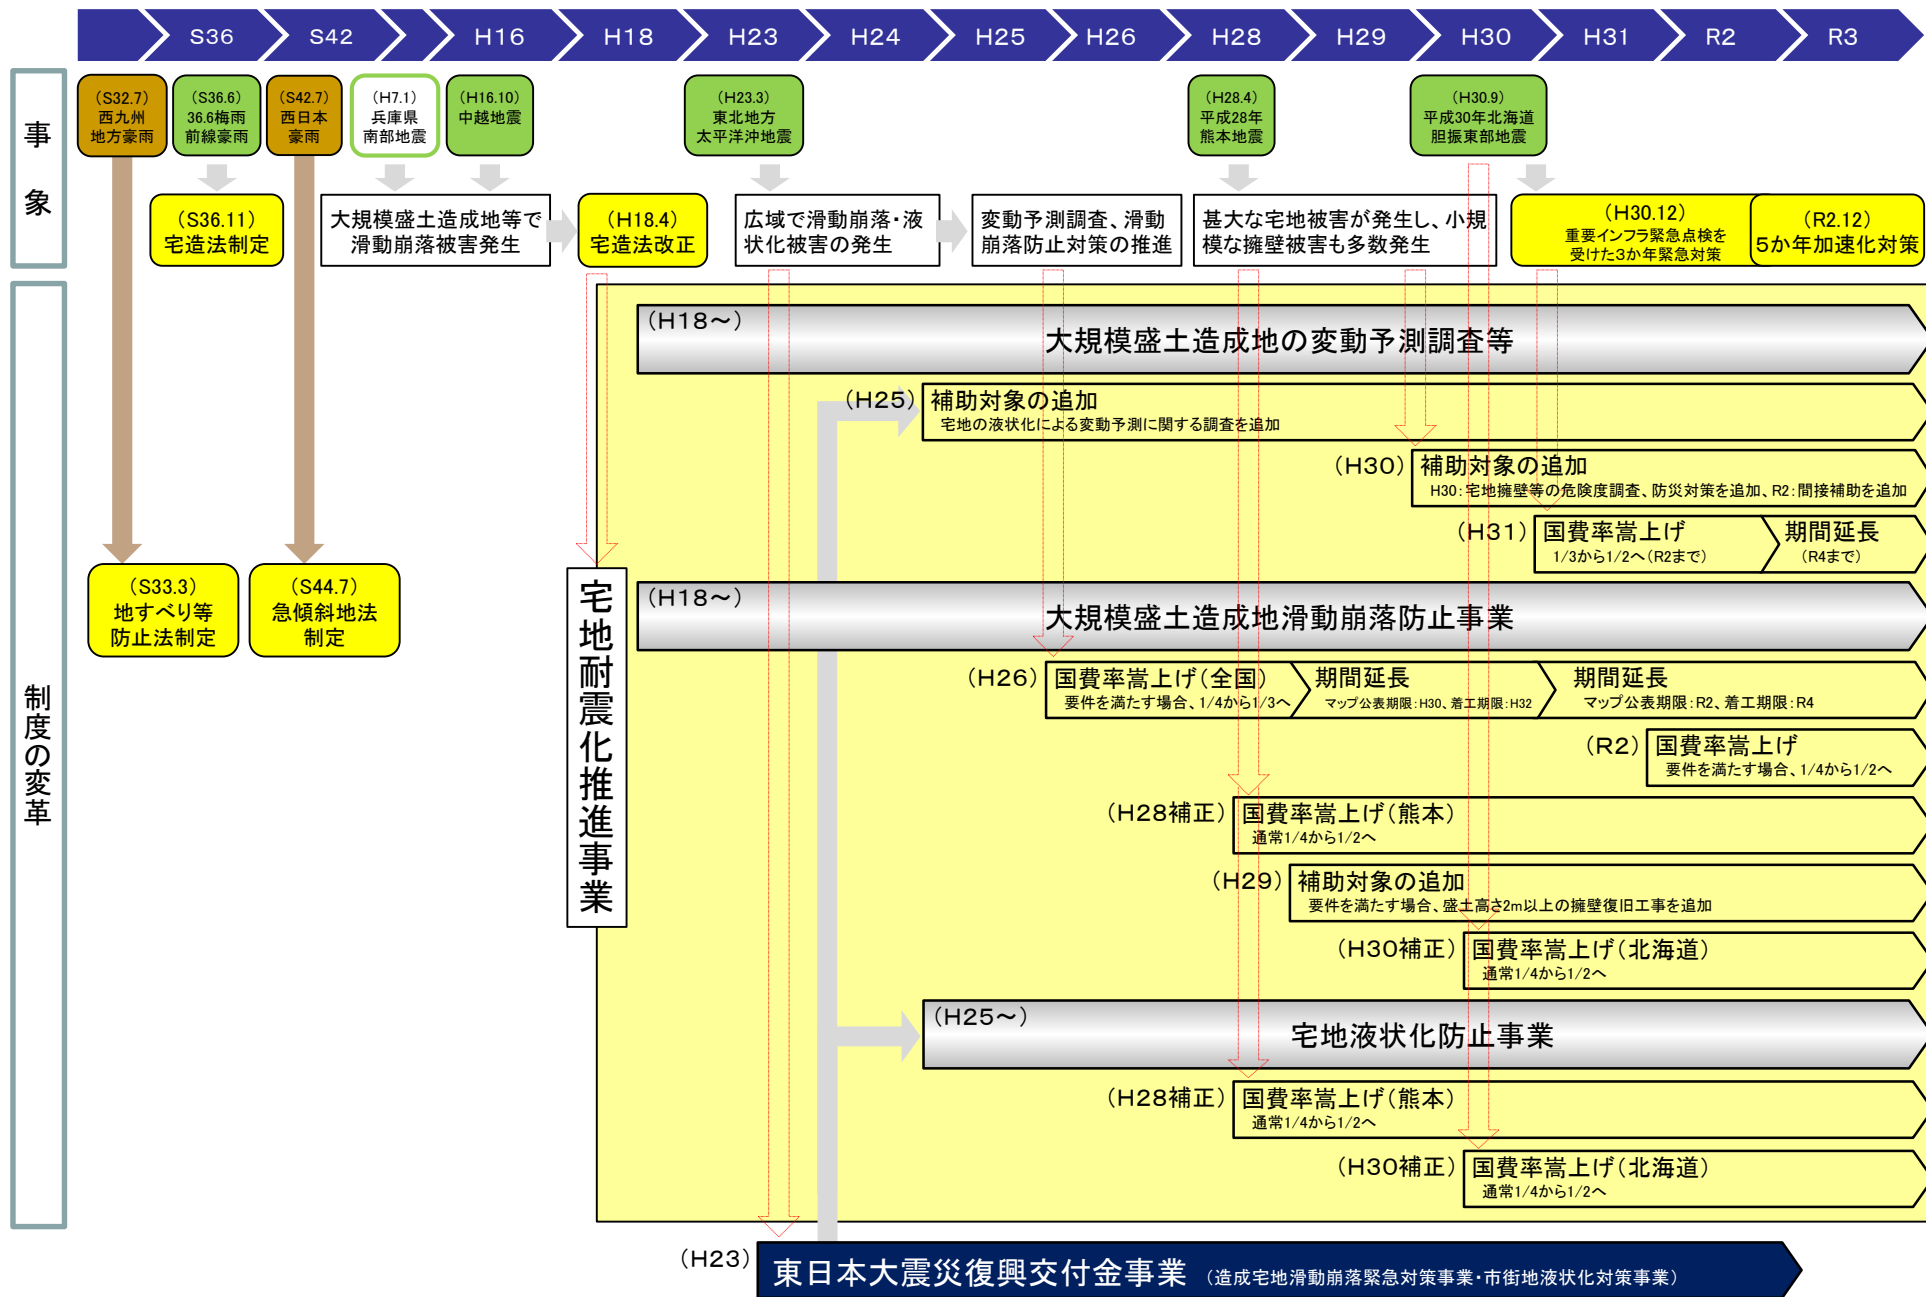 S36
S42
H16
H18
H23
H24
H25
H26
H28
H29
H30
H31
R2
R3
事
象
(S32.7)
西九州
地方豪雨
(S36.6)
36.6梅雨
前線豪雨
(S42.7)
西日本
豪雨
(H7.1)
兵庫県
南部地震
(H16.10)
中越地震
(H23.3)
東北地方
太平洋沖地震
(H28.4)
平成28年
熊本地震
(H30.9)
平成30年北海道
胆振東部地震
(S36.11)
宅造法制定
大規模盛土造成地等で
滑動崩落被害発生
(H18.4)
宅造法改正
広域で滑動崩落・液
状化被害の発生
変動予測調査、滑動
崩落防止対策の推進
甚大な宅地被害が発生し、小規
模な擁壁被害も多数発生
(H30.12)
重要インフラ緊急点検を
受けた3か年緊急対策
(R2.12)
5か年加速化対策
制度の変革
(S33.3)
地すべり等
防止法制定
(S44.7)
急傾斜地法
制定
宅地耐震化推進事業
(H18～)
大規模盛土造成地の変動予測調査等
(H25)
補助対象の追加
宅地の液状化による変動予測に関する調査を追加
(H30)
補助対象の追加
H30:宅地擁壁等の危険度調査、防災対策を追加、R2:間接補助を追加
(H31)
国費率嵩上げ
1/3から1/2へ(R2まで)
期間延長
(R4まで)
(H18～)
大規模盛土造成地滑動崩落防止事業
(H26)
国費率嵩上げ(全国)
要件を満たす場合、1/4から1/3へ
期間延長
マップ公表期限:H30、着工期限:H32
期間延長
マップ公表期限:R2、着工期限:R4
(R2)
国費率嵩上げ
要件を満たす場合、1/4から1/2へ
(H28補正)
国費率嵩上げ(熊本)
通常1/4から1/2へ
(H29)
補助対象の追加
要件を満たす場合、盛土高さ2m以上の擁壁復旧工事を追加
(H30補正)
国費率嵩上げ(北海道)
通常1/4から1/2へ
(H25～)
宅地液状化防止事業
(H28補正)
国費率嵩上げ(熊本)
通常1/4から1/2へ
(H30補正)
国費率嵩上げ(北海道)
通常1/4から1/2へ
(H23)
東日本大震災復興交付金事業 (造成宅地滑動崩落緊急対策事業・市街地液状化対策事業)